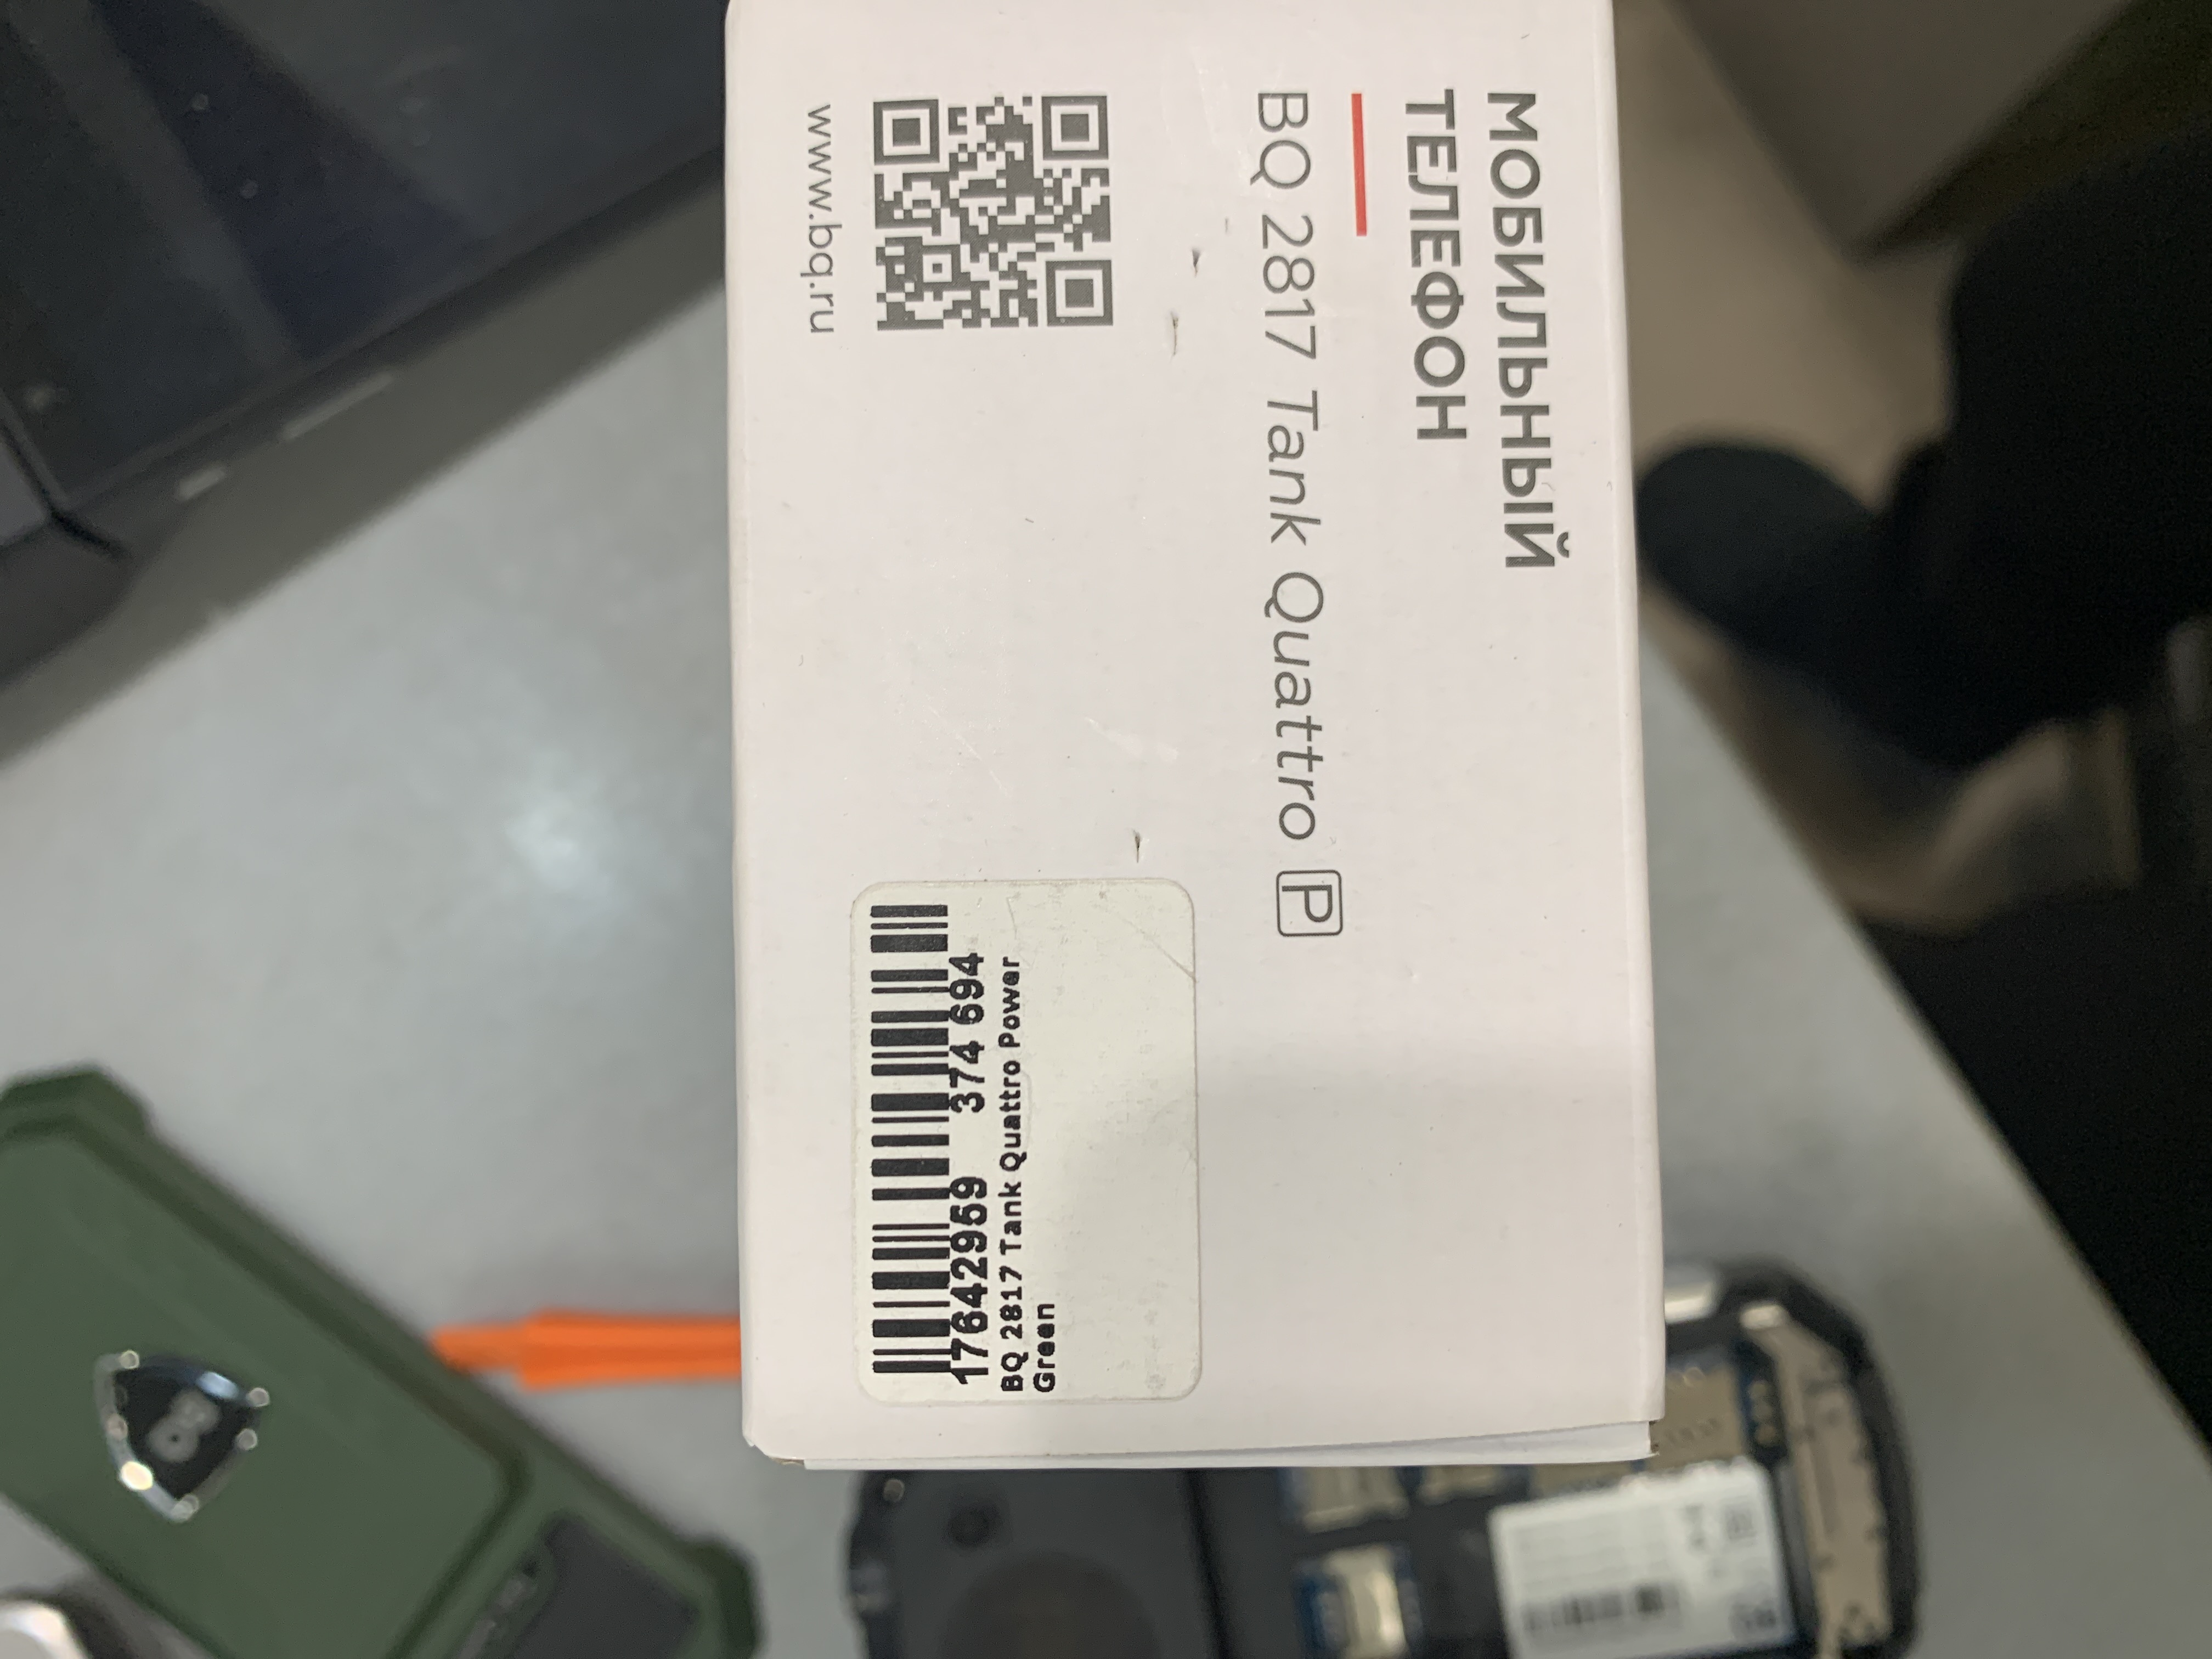 МОБИЛЬНЫЙ
ТЕЛЕФОН
BQ 2817 Tank Quattro P
www.bq.ru
17642959 374 694
BQ 2817 Tank Quattro Power
Green